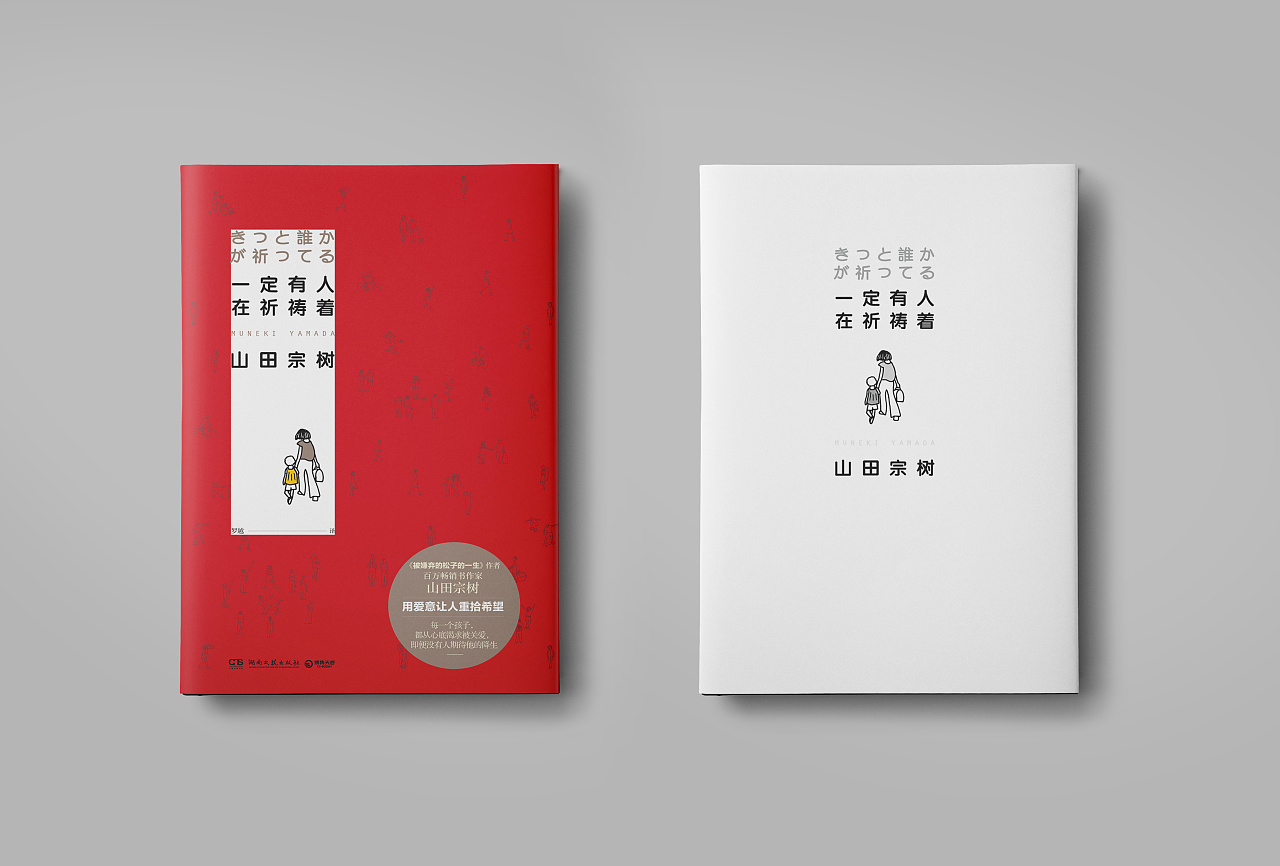 きっと誰か
が祈ってる
一定有人
在祈祷着
MUNEKI YAMADA
山田宗树
罗越 译
《被嫌弃的松子的一生》作者
百万畅销书作家
山田宗树
用爱意让人重拾希望
每一个孩子，
都从心底渴求被关爱，
即使没有人期待他的降生
湖南文艺出版社
きっと誰か
が祈ってる
一定有人
在祈祷着
MUNEKI YAMADA
山田宗树